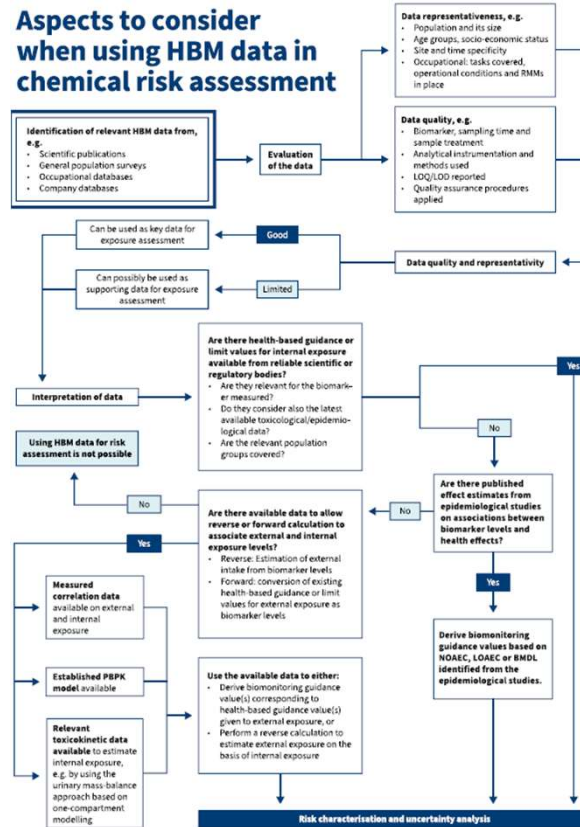 Aspects to consider
when using HBM data in
chemical risk assessment
Data representativeness, e.g.
• Population and its size
• Age groups, socio-economic status
• Site and time specificity
• Occupational: tasks covered,
operational conditions and RMMs
in place
Identification of relevant HBM data from,
e.g.
• Scientific publications
• General population surveys
• Occupational databases
• Company databases
Evaluation
of the data
Data quality, e.g.
• Biomarker, sampling time and
sample treatment
• Analytical instrumentation and
methods used
• LOQ/LOD reported
• Quality assurance procedures
applied
Can be used as key data for
exposure assessment
Good
Can possibly be used as
supporting data for exposure
assessment
Limited
Data quality and representativity
Interpretation of data
Are there health-based guidance or
limit values for internal exposure
available from reliable scientific or
regulatory bodies?
• Are they relevant for the biomark-
er measured?
• Do they consider also the latest
available toxicological/epidemio-
logical data?
• Are the relevant population
groups covered?
Yes
No
Using HBM data for risk
assessment is not possible
No
Are there available data to allow
reverse or forward calculation to
associate external and internal
exposure levels?
• Reverse: Estimation of external
intake from biomarker levels
• Forward: conversion of existing
health-based guidance or limit
values for external exposure as
biomarker levels
No
Are there published
effect estimates from
epidemiological studies
on associations between
biomarker levels and
health effects?
Yes
Yes
Measured
correlation data
available on external
and internal
exposure
Established PBPK
model available
Relevant
toxicokinetic data
available to estimate
internal exposure,
e.g. by using the
urinary mass-balance
approach based on
one-compartment
modelling
Use the available data to either:
• Derive biomonitoring guidance
value(s) corresponding to
health-based guidance value(s)
given to external exposure, or
• Perform a reverse calculation to
estimate external exposure on the
basis of internal exposure
Derive biomonitoring
guidance values based on
NOAEC, LOAEC or BMDL
identified from the
epidemiological studies.
Risk characterisation and uncertainty analysis